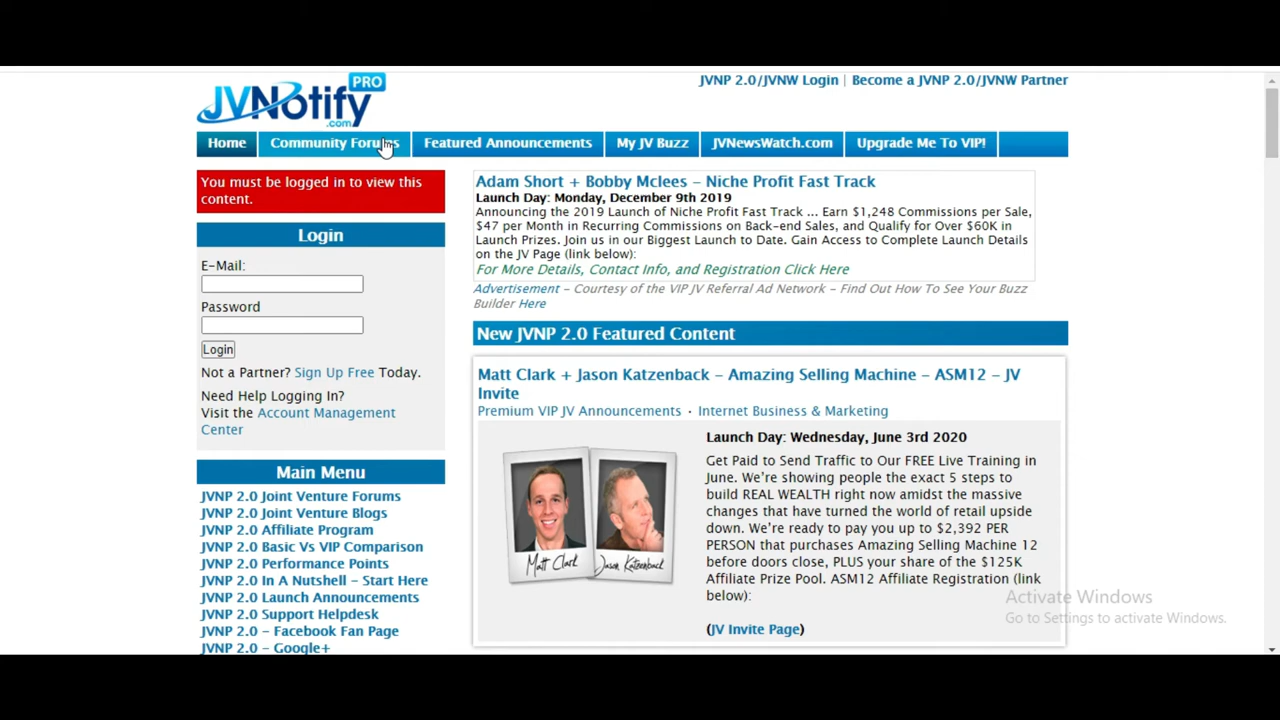 JVNotify PRO
.com
JVNP 2.0/JVNW Login | Become a JVNP 2.0/JVNW Partner
Home
Community Forums
Featured Announcements
My JV Buzz
JVNewsWatch.com
Upgrade Me To VIP!
You must be logged in to view this
content.
Login
E-Mail:
Password
Login
Not a Partner? Sign Up Free Today.
Need Help Logging In?
Visit the Account Management
Center
Main Menu
JVNP 2.0 Joint Venture Forums
JVNP 2.0 Joint Venture Blogs
JVNP 2.0 Affiliate Program
JVNP 2.0 Basic Vs VIP Comparison
JVNP 2.0 Performance Points
JVNP 2.0 In A Nutshell – Start Here
JVNP 2.0 Launch Announcements
JVNP 2.0 Support Helpdesk
JVNP 2.0 – Facebook Fan Page
JVNP 2.0 – Google+
Adam Short + Bobby Mclees – Niche Profit Fast Track
Launch Day: Monday, December 9th 2019
Announcing the 2019 Launch of Niche Profit Fast Track ... Earn $1,248 Commissions per Sale,
$47 per Month in Recurring Commissions on Back-end Sales, and Qualify for Over $60K in
Launch Prizes. Join us in our Biggest Launch to Date. Gain Access to Complete Launch Details
on the JV Page (link below):
For More Details, Contact Info, and Registration Click Here
Advertisement – Courtesy of the VIP JV Referral Ad Network – Find Out How To See Your Buzz
Builder Here
New JVNP 2.0 Featured Content
Matt Clark + Jason Katzenback – Amazing Selling Machine – ASM12 – JV
Invite
Premium VIP JV Announcements · Internet Business & Marketing
Matt Clark
Jason Katzenback
Launch Day: Wednesday, June 3rd 2020
Get Paid to Send Traffic to Our FREE Live Training in
June. We're showing people the exact 5 steps to
build REAL WEALTH right now amidst the massive
changes that have turned the world of retail upside
down. We're ready to pay you up to $2,392 PER
PERSON that purchases Amazing Selling Machine 12
before doors close, PLUS your share of the $125K
Affiliate Prize Pool. ASM12 Affiliate Registration (link
below):
(JV Invite Page)
Activate Windows
Go to Settings to activate Windows.